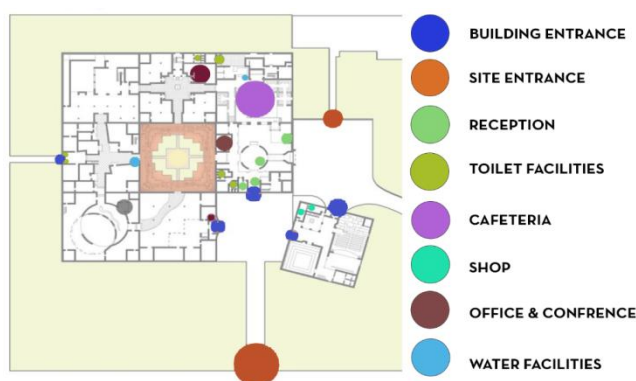 BUILDING ENTRANCE
SITE ENTRANCE
RECEPTION
TOILET FACILITIES
CAFETERIA
SHOP
OFFICE & CONFRENCE
WATER FACILITIES